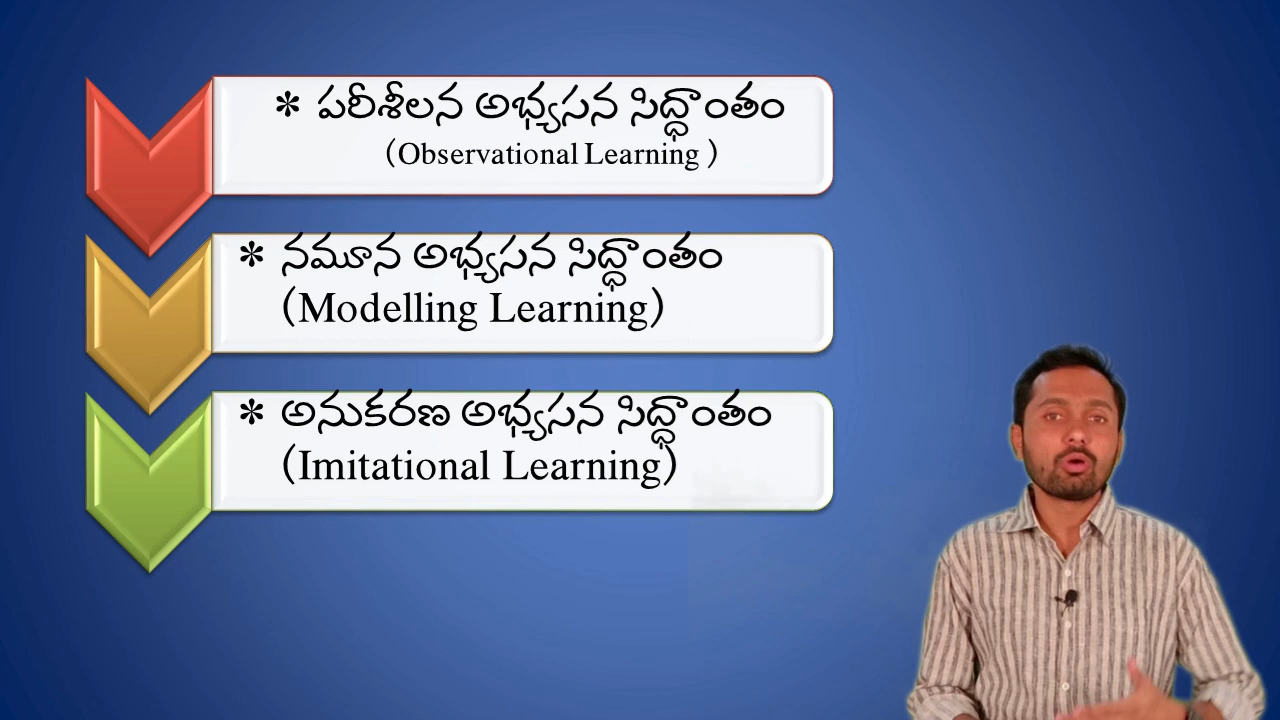 * పరిశీలన అభ్యసన సిద్ధాంతం
(Observational Learning )
* నమూన అభ్యసన సిద్ధాంతం
(Modelling Learning)
* అనుకరణ అభ్యసన సిద్ధాంతం
(Imitational Learning)